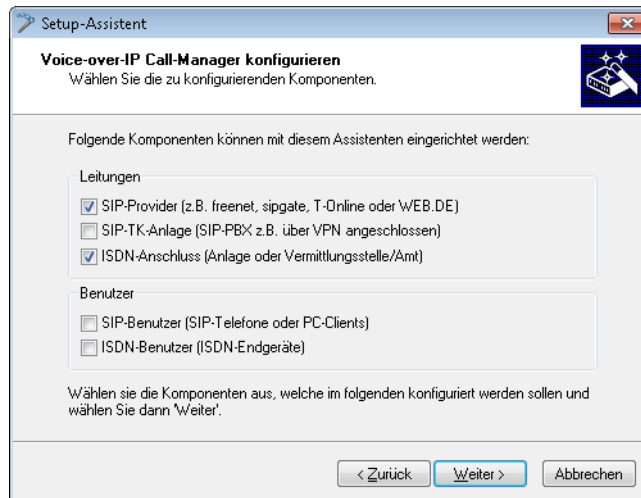 Setup-Assistent
Voice-over-IP Call-Manager konfigurieren
Wählen Sie die zu konfigurierenden Komponenten.
Folgende Komponenten können mit diesem Assistenten eingerichtet werden:
Leitungen
SIP-Provider (z.B. freenet, sipgate, T-Online oder WEB.DE)
SIP-TK-Anlage (SIP-PBX z.B. über VPN angeschlossen)
ISDN-Anschluss (Anlage oder Vermittlungsstelle/Amt)
Benutzer
SIP-Benutzer (SIP-Telefone oder PC-Clients)
ISDN-Benutzer (ISDN-Endgeräte)
Wählen sie die Komponenten aus, welche im folgenden konfiguriert werden sollen und
wählen Sie dann 'Weiter'.
< Zurück Weiter > Abbrechen